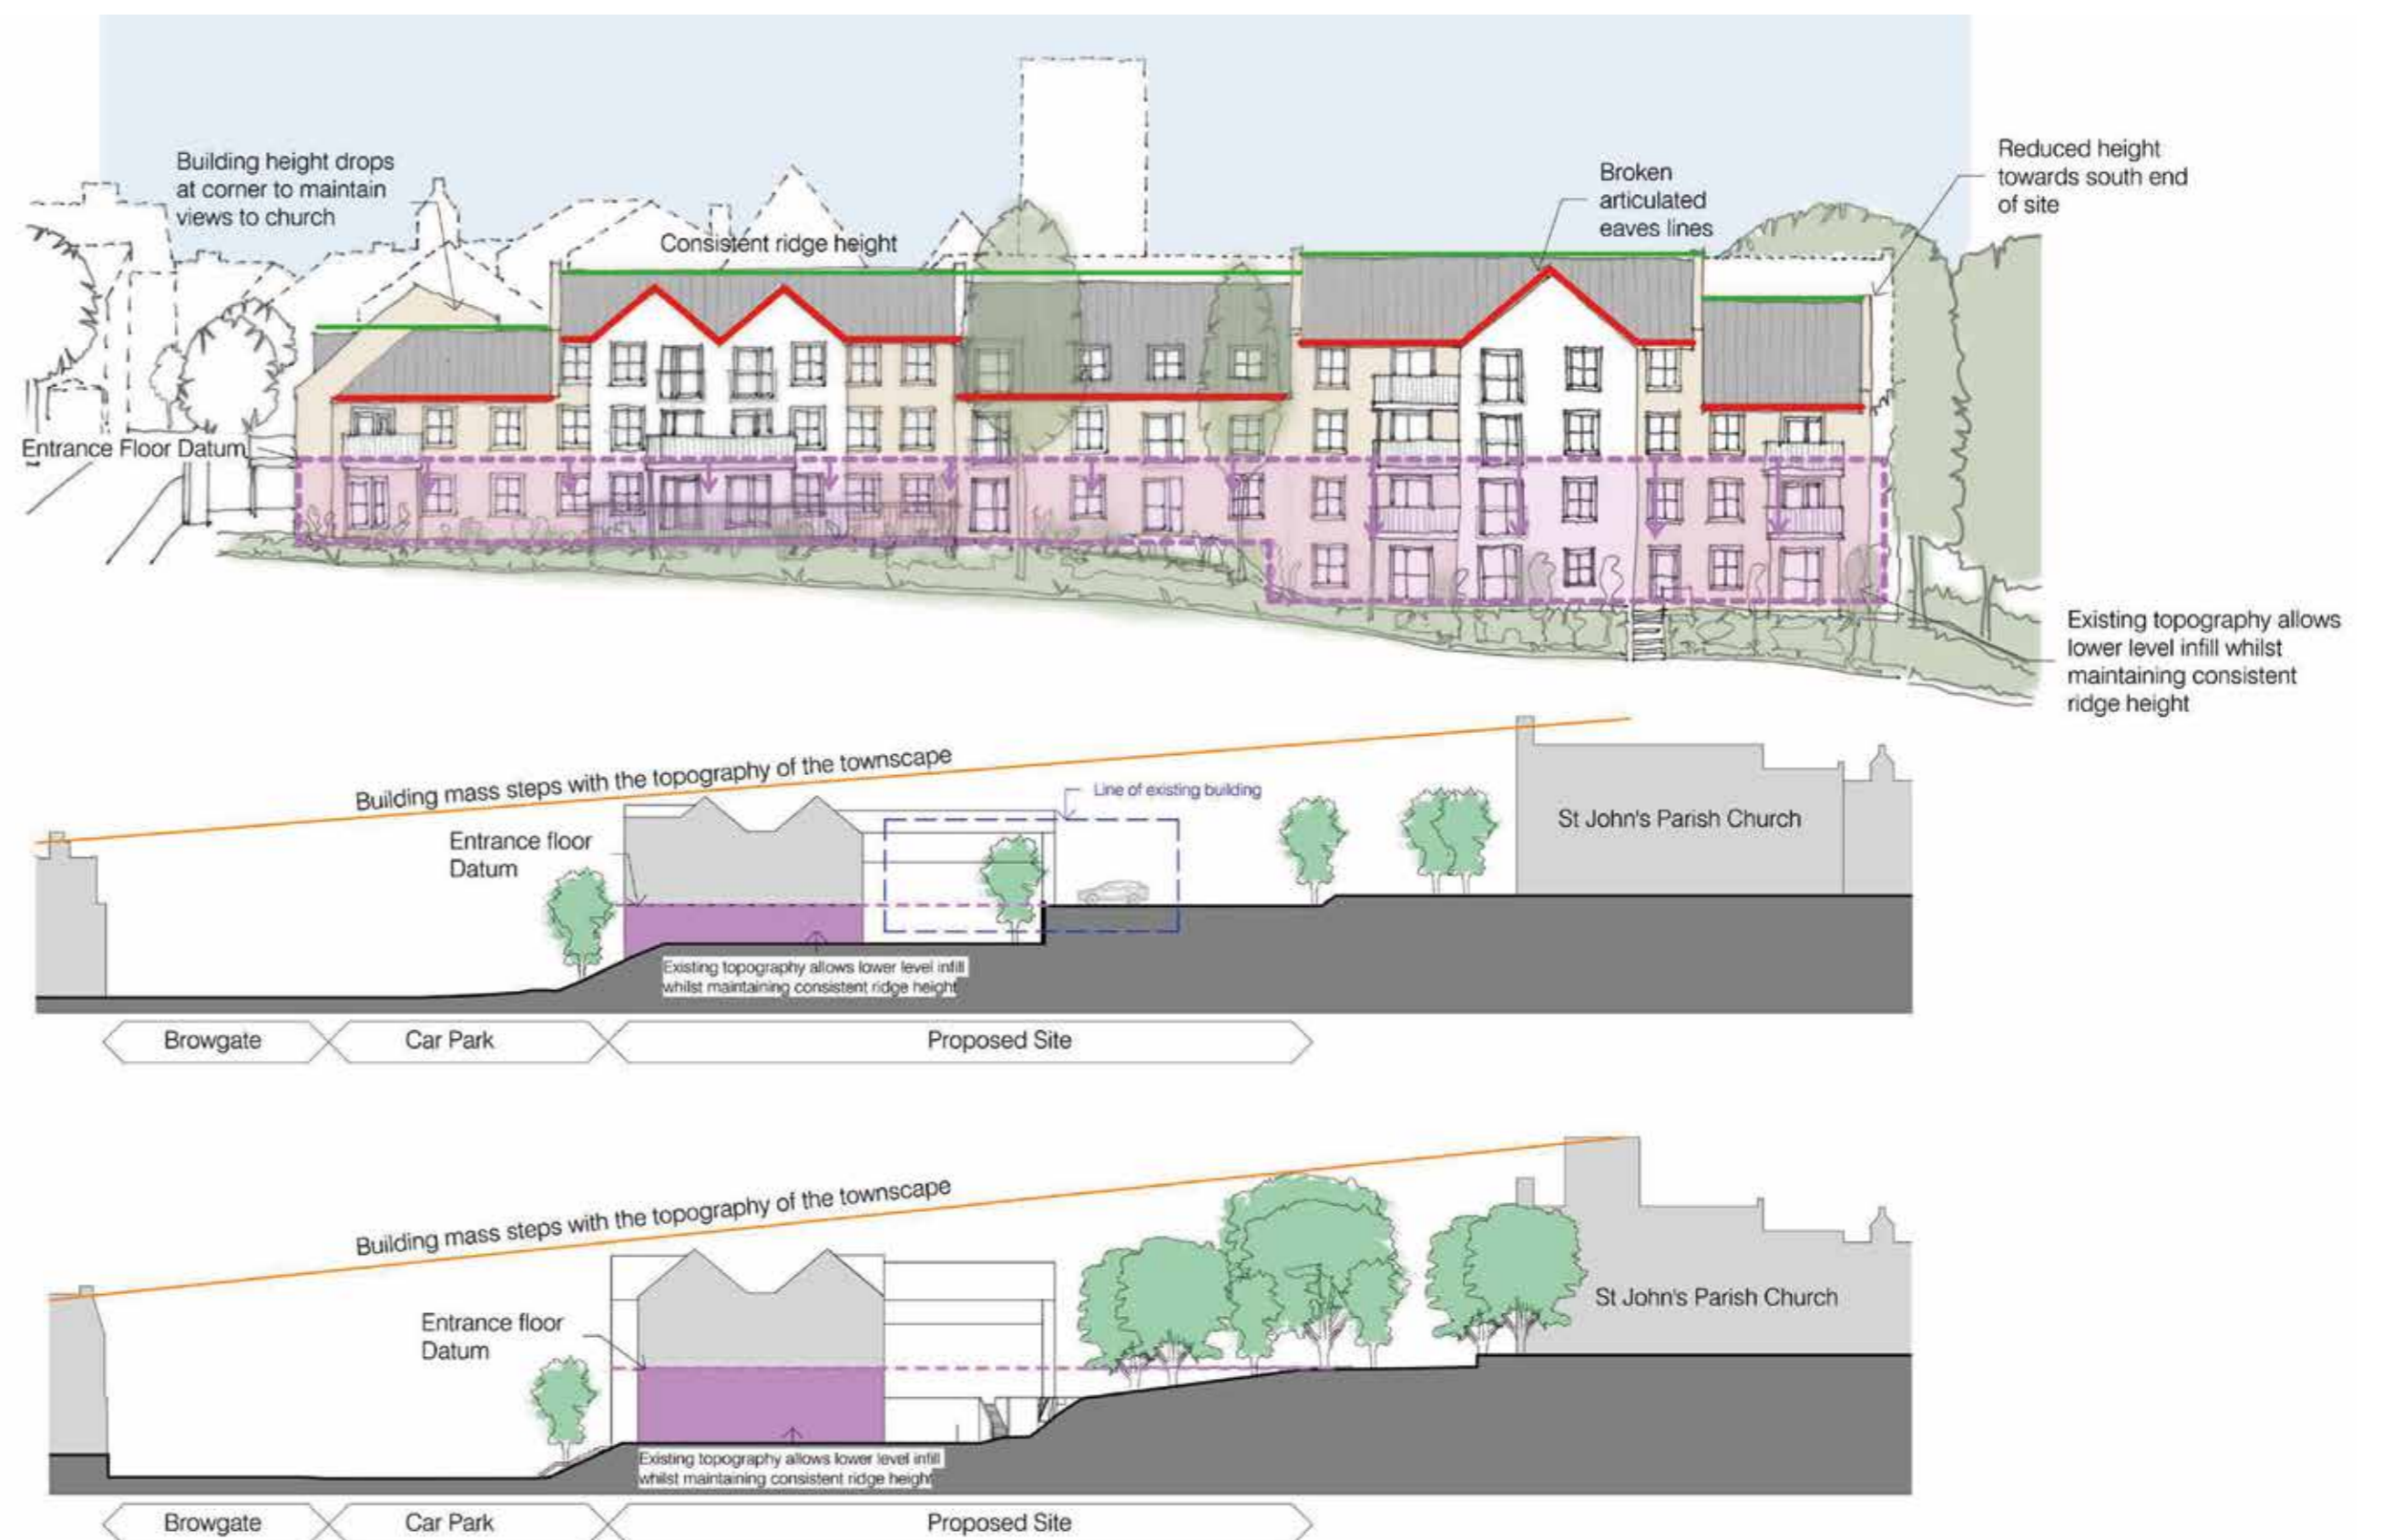 Building height drops
at corner to maintain
views to church
Consistent ridge height
Broken
articulated
eaves lines
Reduced height
towards south end
of site
Entrance Floor Datum
Existing topography allows
lower level infill whilst
maintaining consistent
ridge height
Building mass steps with the topography of the townscape
Line of existing building
Entrance floor
Datum
St John's Parish Church
Existing topography allows lower level infill
whilst maintaining consistent ridge height
Browgate
Car Park
Proposed Site
Building mass steps with the topography of the townscape
Entrance floor
Datum
St John's Parish Church
Existing topography allows lower level infill
whilst maintaining consistent ridge height
Browgate
Car Park
Proposed Site